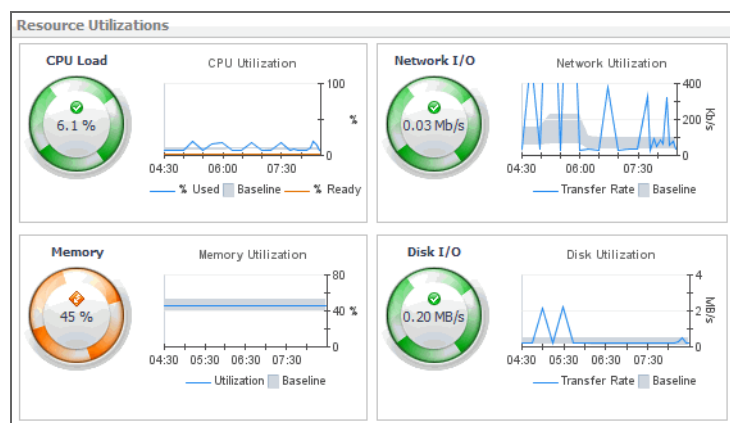 Resource Utilizations
CPU Load
CPU Utilization
6.1 %
100
%
0
04:30 06:00 07:30
% Used Baseline % Ready
Network I/O
Network Utilization
0.03 Mb/s
400
200
Kb/s
0
04:30 06:00 07:30
Transfer Rate Baseline
Memory
Memory Utilization
45 %
80
40 %
0
04:30 05:30 06:30 07:30
Utilization Baseline
Disk I/O
Disk Utilization
0.20 MB/s
4
2
MB/s
0
04:30 05:30 06:30 07:30
Transfer Rate Baseline